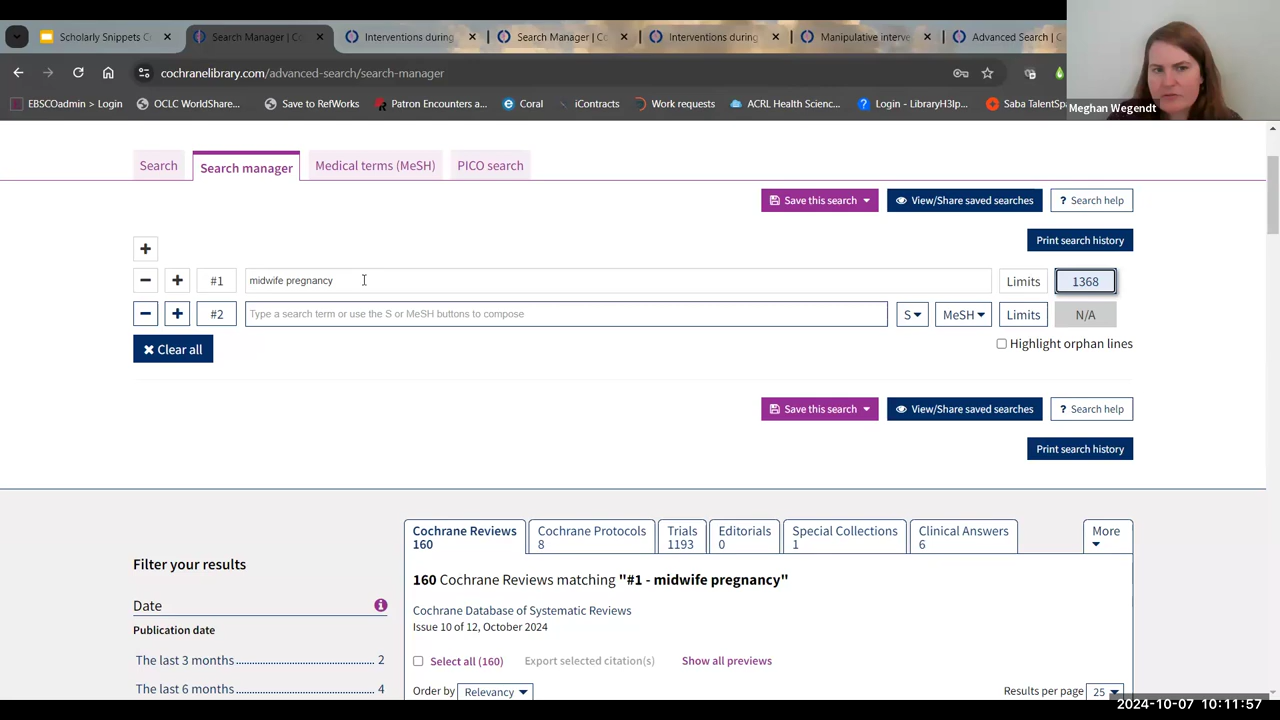 Scholarly Snippets C
Search Manager | Co
Interventions during
Search Manager | Co
Interventions during
Manipulative interve
Advanced Search | C
cochranelibrary.com/advanced-search/search-manager
EBSCOadmin > Login
OCLC WorldShare...
Save to RefWorks
Patron Encounters a...
Coral
iContracts
Work requests
ACRL Health Scienc...
Login - LibraryH3lp...
Saba TalentSp
Meghan Wegendt
Search
Search manager
Medical terms (MeSH)
PICO search
Save this search
View/Share saved searches
? Search help
Print search history
#1
midwife pregnancy
Limits
1368
#2
Type a search term or use the S or MeSH buttons to compose
S
MeSH
Limits
N/A
Clear all
Highlight orphan lines
Save this search
View/Share saved searches
? Search help
Print search history
Filter your results
Date
Publication date
The last 3 months 2
The last 6 months 4
Cochrane Reviews
160
Cochrane Protocols
8
Trials
1193
Editorials
0
Special Collections
1
Clinical Answers
6
More
160 Cochrane Reviews matching "#1 - midwife pregnancy"
Cochrane Database of Systematic Reviews
Issue 10 of 12, October 2024
Select all (160)
Export selected citation(s)
Show all previews
Order by
Relevancy
Results per page
25
2024-10-07 10:11:57